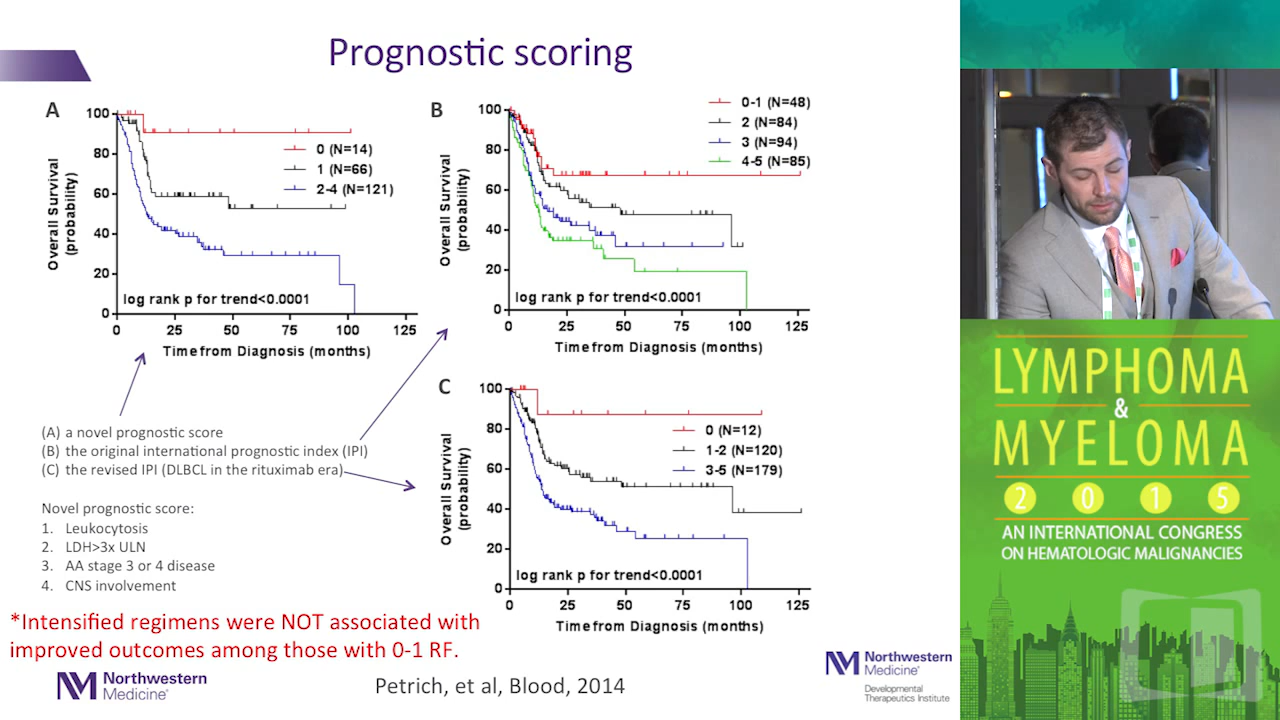 Prognostic scoring
A
100
80
60
40
20
0
Overall Survival
(probability)
0 (N=14)
1 (N=66)
2-4 (N=121)
log rank p for trend<0.0001
0 25 50 75 100 125
Time from Diagnosis (months)
B
100
80
60
40
20
0
Overall Survival
(probability)
0-1 (N=48)
2 (N=84)
3 (N=94)
4-5 (N=85)
log rank p for trend<0.0001
0 25 50 75 100 125
Time from Diagnosis (months)
(A) a novel prognostic score
(B) the original international prognostic index (IPI)
(C) the revised IPI (DLBCL in the rituximab era)
Novel prognostic score:
1. Leukocytosis
2. LDH>3x ULN
3. AA stage 3 or 4 disease
4. CNS involvement
C
100
80
60
40
20
0
Overall Survival
(probability)
0 (N=12)
1-2 (N=120)
3-5 (N=179)
log rank p for trend<0.0001
0 25 50 75 100 125
Time from Diagnosis (months)
*Intensified regimens were NOT associated with
improved outcomes among those with 0-1 RF.
NM Northwestern
Medicine®
Petrich, et al, Blood, 2014
NM Northwestern
Medicine®
Developmental
Therapeutics Institute
LYMPHOMA
&
MYELOMA
2 0 1 5
AN INTERNATIONAL CONGRESS
ON HEMATOLOGIC MALIGNANCIES